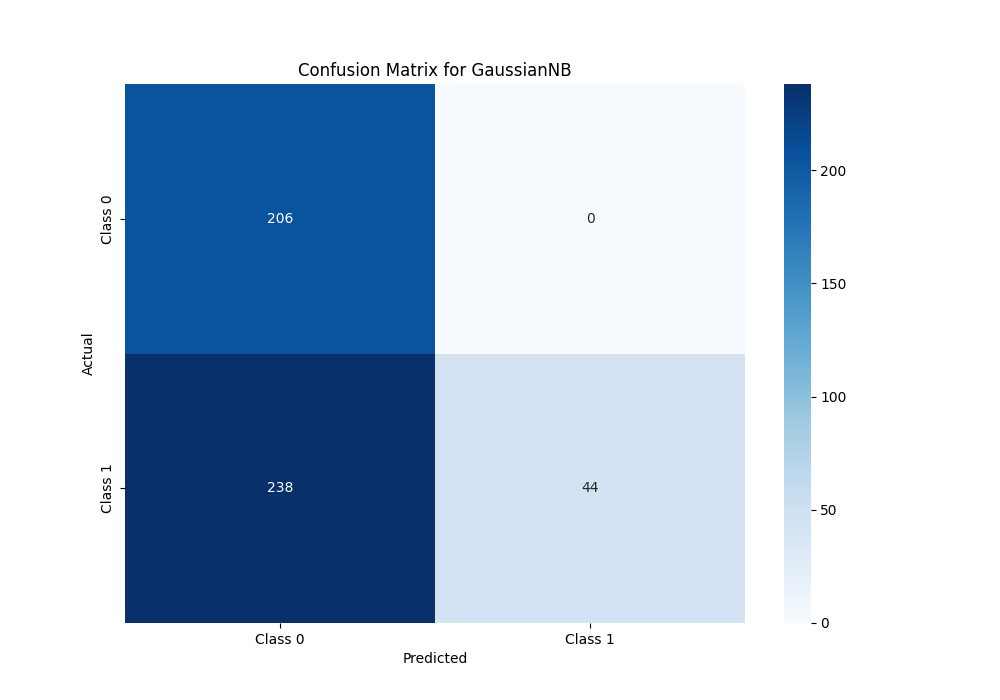 Confusion Matrix for GaussianNB
Actual
Class 0
206
0
Class 1
238
44
Class 0
Class 1
Predicted
200
150
100
50
0